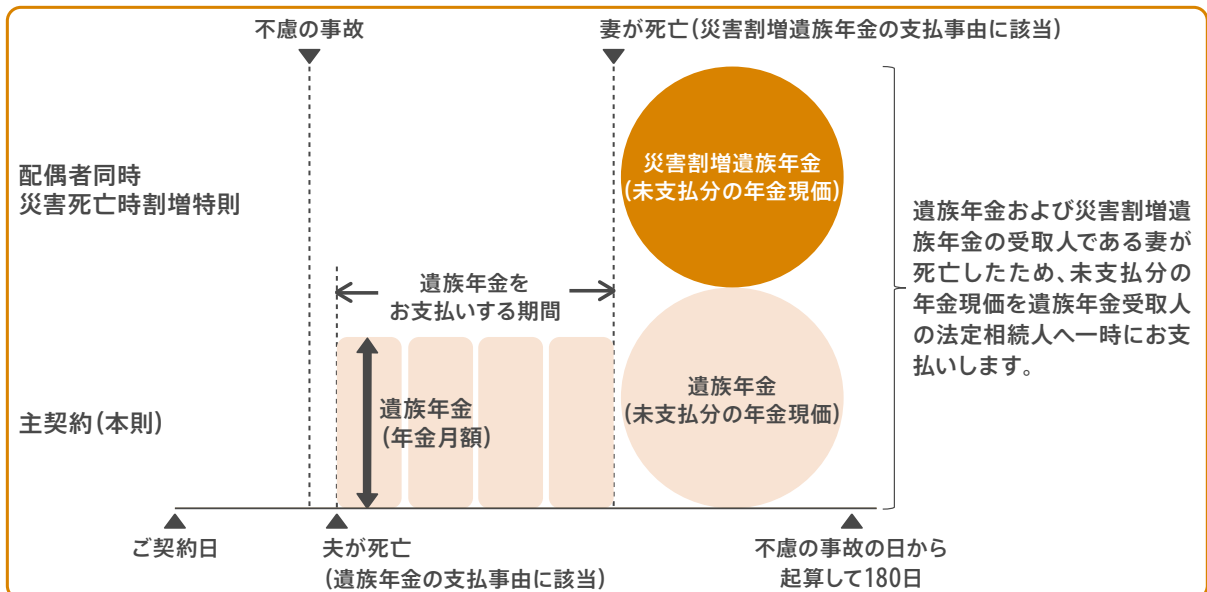 不慮の事故
妻が死亡(災害割増遺族年金の支払事由に該当)
配偶者同時
災害死亡時割増特則
災害割増遺族年金
(未支払分の年金現価)
遺族年金および災害割増遺
族年金の受取人である妻が
死亡したため、未支払分の
年金現価を遺族年金受取人
の法定相続人へ一時にお支
払いします。
遺族年金を
お支払いする期間
主契約(本則)
遺族年金
(年金月額)
遺族年金
(未支払分の年金現価)
ご契約日
夫が死亡
(遺族年金の支払事由に該当)
不慮の事故の日から
起算して180日